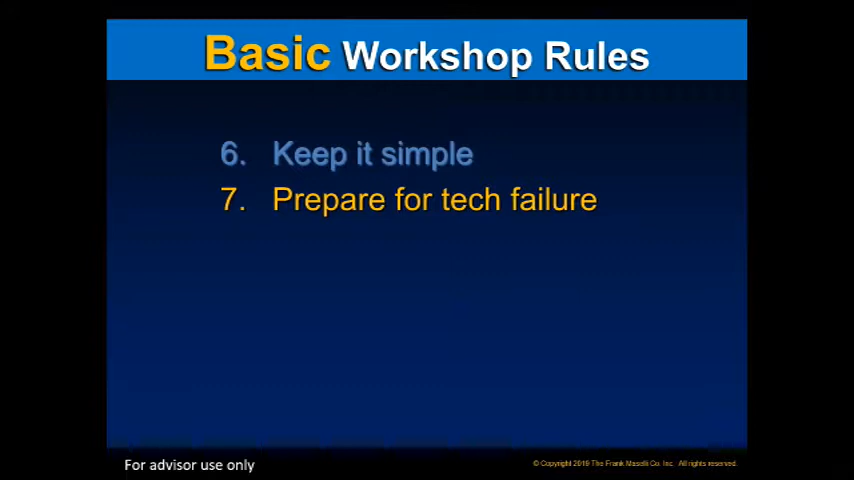 Basic Workshop Rules
6. Keep it simple
7. Prepare for tech failure
For advisor use only
© Copyright 2019 The Frank Maselli Co. Inc. All rights reserved.